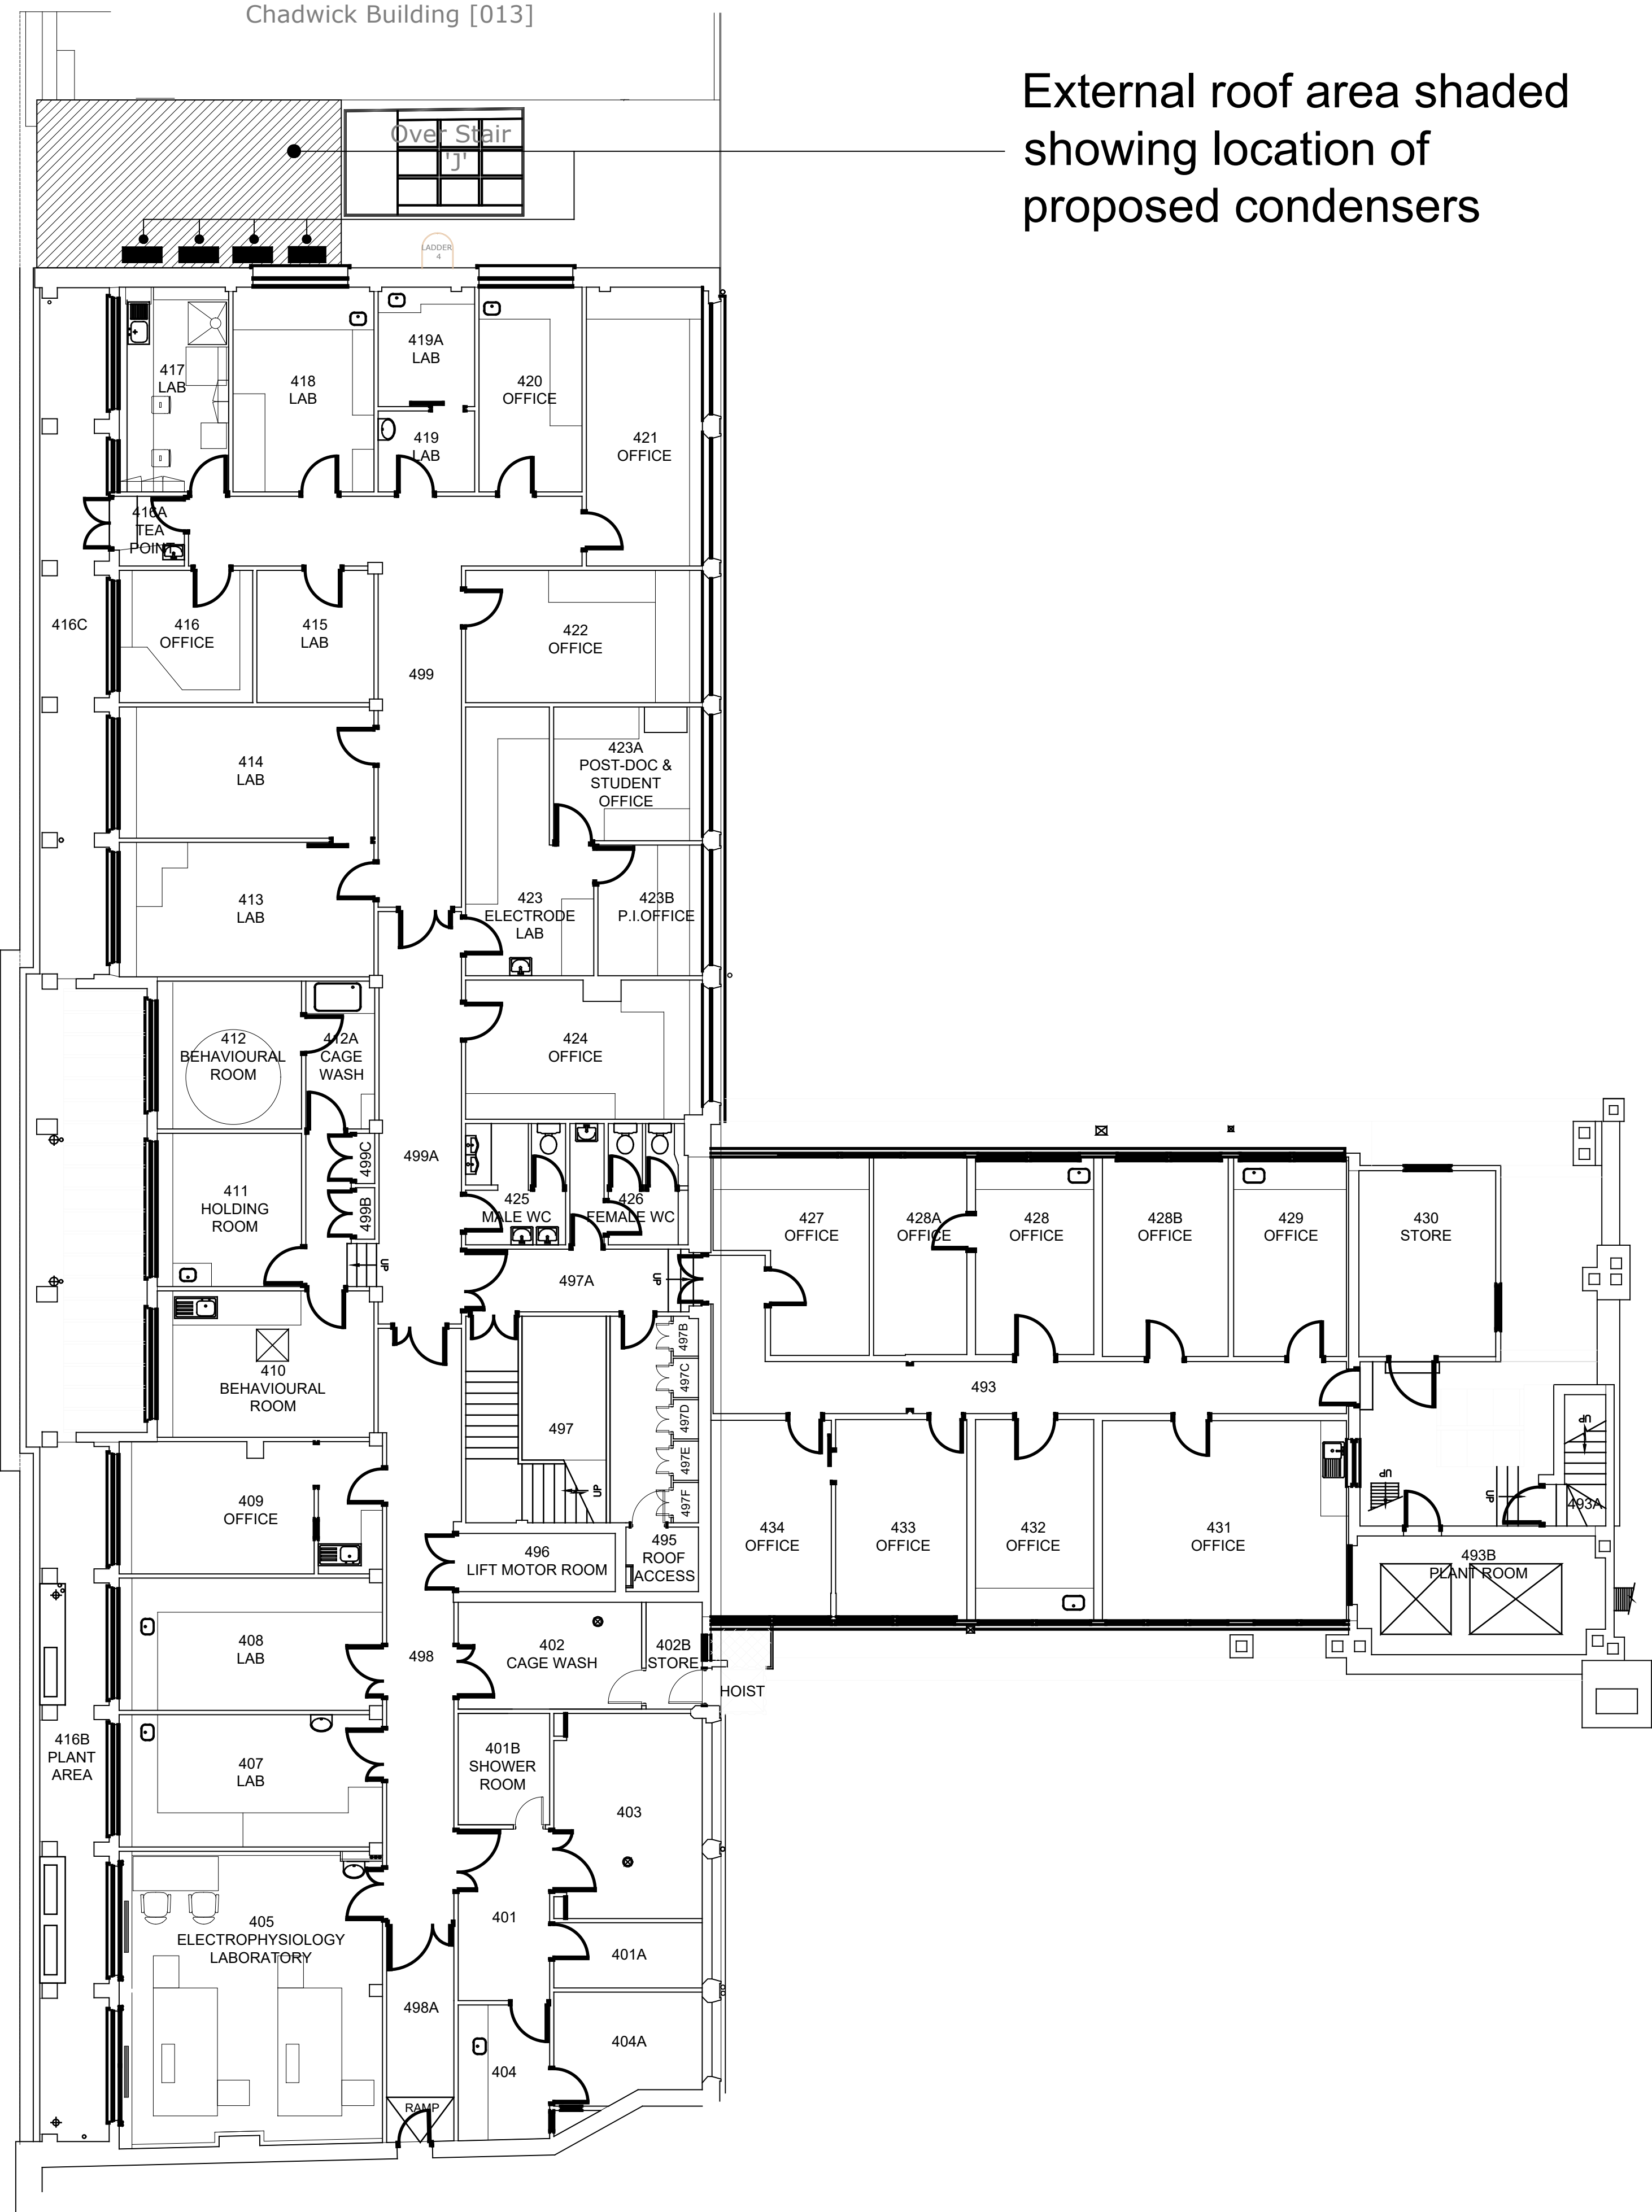 Chadwick Building [013]
External roof area shaded
showing location of
proposed condensers
Over Stair
'J'
LADDER
4
417
LAB
418
LAB
419A
LAB
419
LAB
420
OFFICE
421
OFFICE
416A
TEA
POINT
416C
416
OFFICE
415
LAB
499
422
OFFICE
414
LAB
423A
POST-DOC &
STUDENT
OFFICE
413
LAB
423
ELECTRODE
LAB
423B
P.I.OFFICE
412
BEHAVIOURAL
ROOM
412A
CAGE
WASH
424
OFFICE
499A
499C
499B
411
HOLDING
ROOM
UP
425
MALE WC
426
FEMALE WC
497A
UP
427
OFFICE
428A
OFFICE
428
OFFICE
428B
OFFICE
429
OFFICE
430
STORE
410
BEHAVIOURAL
ROOM
497B
497C
497D
497E
497F
497
UP
493
409
OFFICE
496
LIFT MOTOR ROOM
495
ROOF
ACCESS
434
OFFICE
433
OFFICE
432
OFFICE
431
OFFICE
UP
UP
UP
493A
493B
PLANT ROOM
408
LAB
498
402
CAGE WASH
402B
STORE
HOIST
416B
PLANT
AREA
407
LAB
401B
SHOWER
ROOM
403
405
ELECTROPHYSIOLOGY
LABORATORY
401
401A
498A
404A
404
RAMP